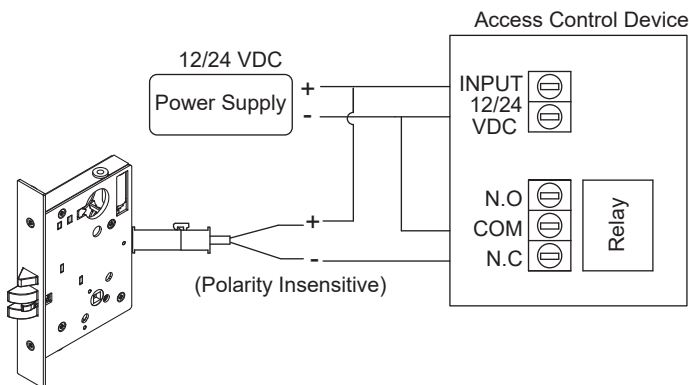 Access Control Device
12/24 VDC
Power Supply
+
-
INPUT
12/24
VDC
N.O
COM
N.C
Relay
+
-
(Polarity Insensitive)